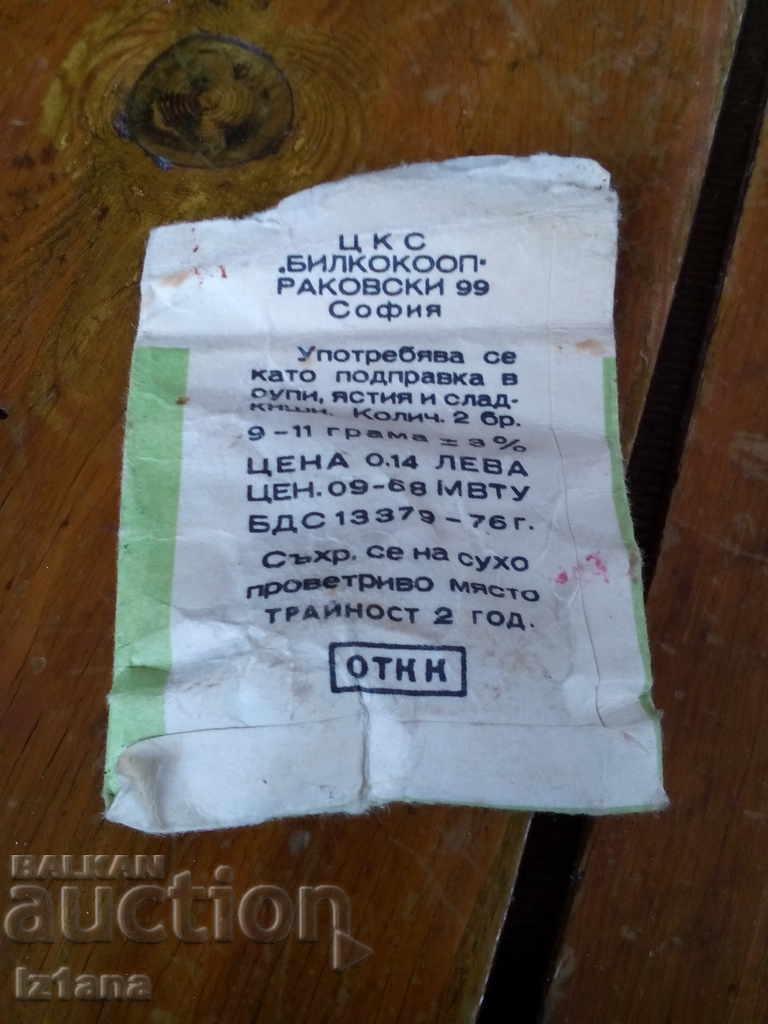 ЦКС
„БИЛКОКООП"
РАКОВСКИ 99
София
Употребява се
като подправка в
супи, ястия и слад-
киши. Колич. 2 бр.
9-11 грама = 3%
ЦЕНА 0.14 ЛЕВА
ЦЕН. 09-68 МВТУ
БДС 13379-76 г.
Съхр. се на сухо
проветриво място
ТРАЙНОСТ 2 ГОД.
ОТКК
BALKAN
auction
Iz1ana